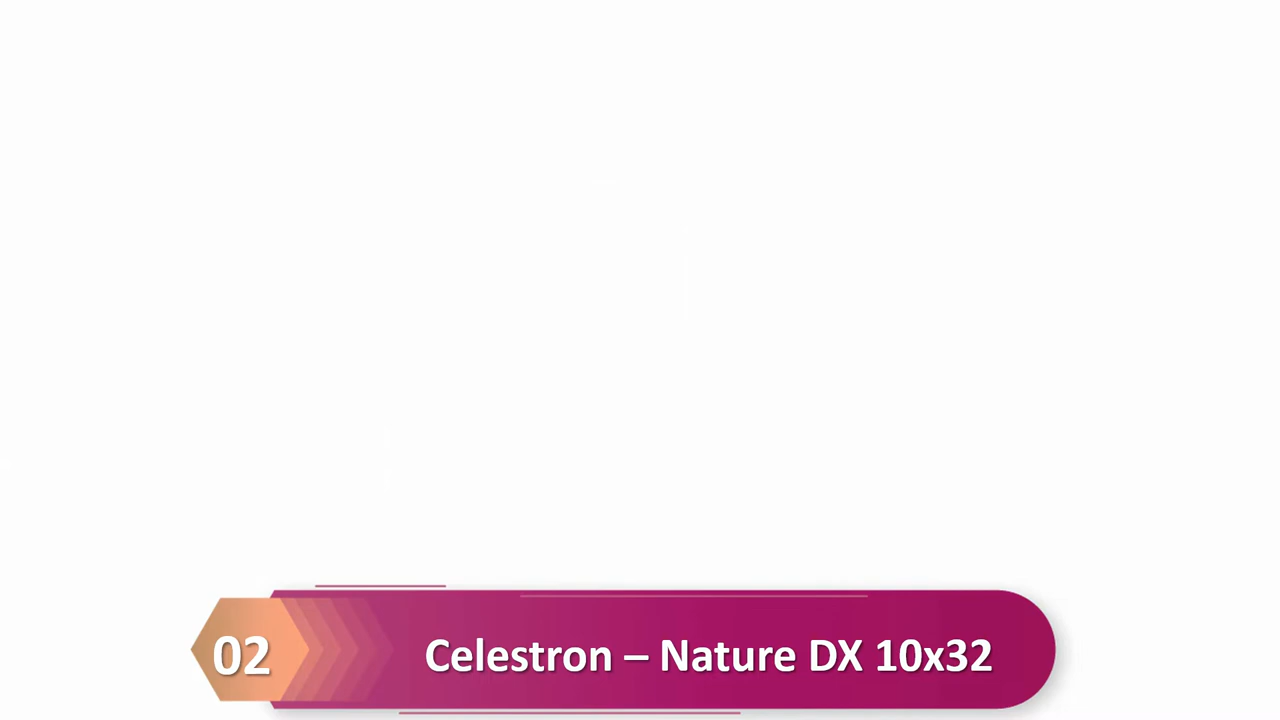 02 Celestron – Nature DX 10x32